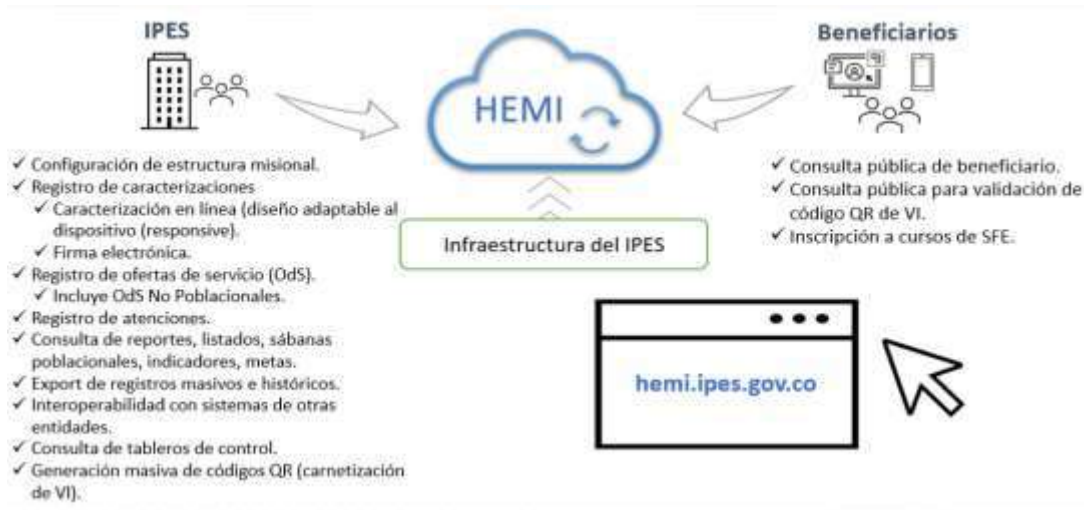 IPES
✓ Configuración de estructura misional.
✓ Registro de caracterizaciones
✓ Caracterización en línea (diseño adaptable al
dispositivo (responsive).
✓ Firma electrónica.
✓ Registro de ofertas de servicio (OdS).
✓ Incluye OdS No Poblacionales.
✓ Registro de atenciones.
✓ Consulta de reportes, listados, sábanas
poblacionales, indicadores, metas.
✓ Export de registros masivos e históricos.
✓ Interoperabilidad con sistemas de otras
entidades.
✓ Consulta de tableros de control.
✓ Generación masiva de códigos QR (carnetización
de VI).
HEMI
Infraestructura del IPES
Beneficiarios
✓ Consulta pública de beneficiario.
✓ Consulta pública para validación de
código QR de VI.
✓ Inscripción a cursos de SFE.
hemi.ipes.gov.co